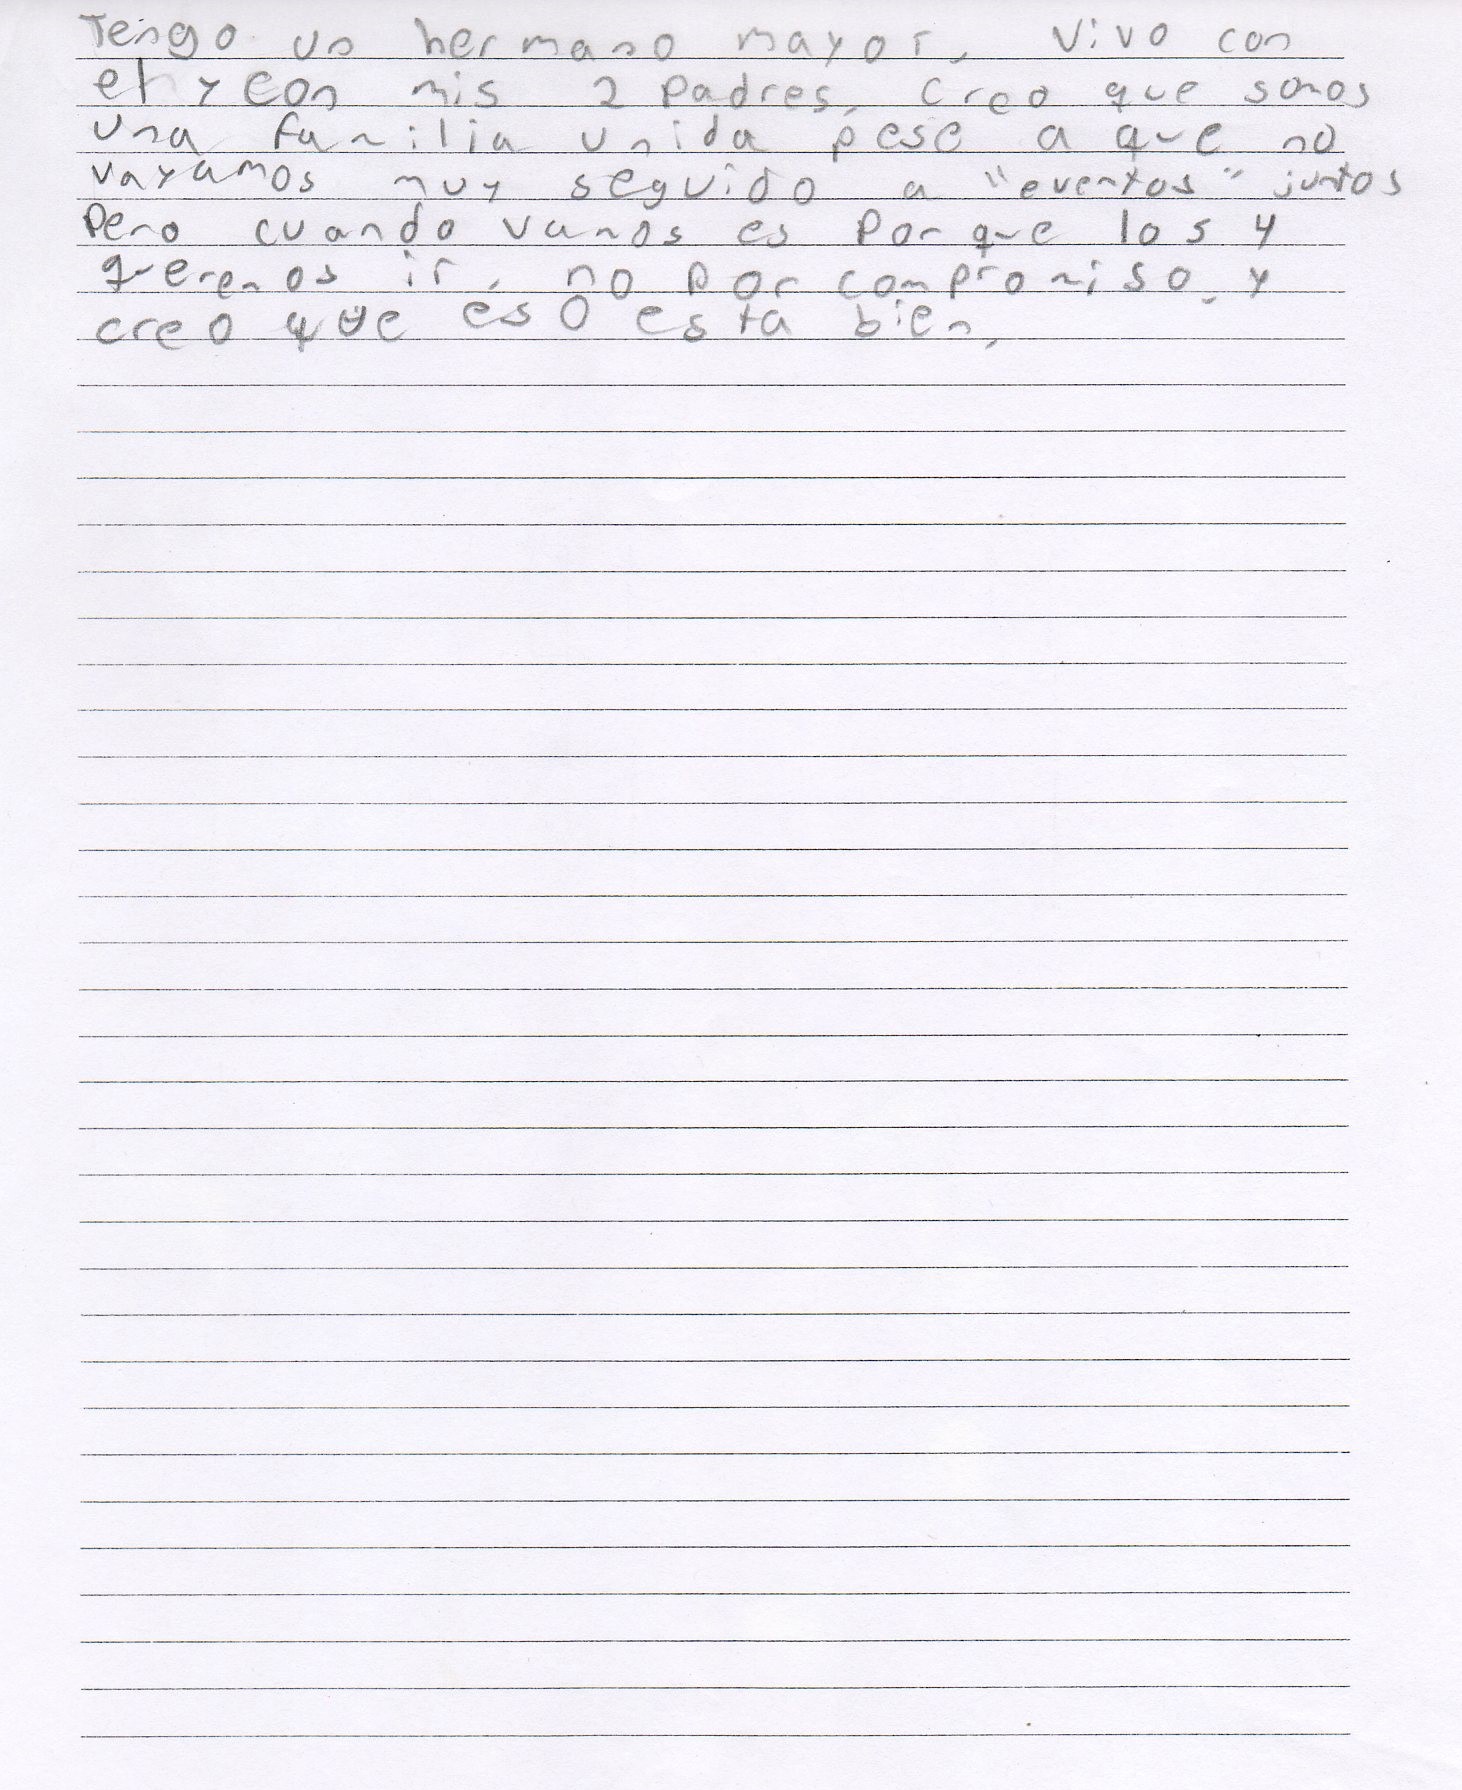 Tengo un hermano mayor, vivo con
el y con mis 2 padres, creo que somos
una familia unida pese a que no
vayamos muy seguido a "eventos" juntos
pero cuando vamos es porque los 4
queremos ir, no por compromiso, y
creo que eso esta bien,